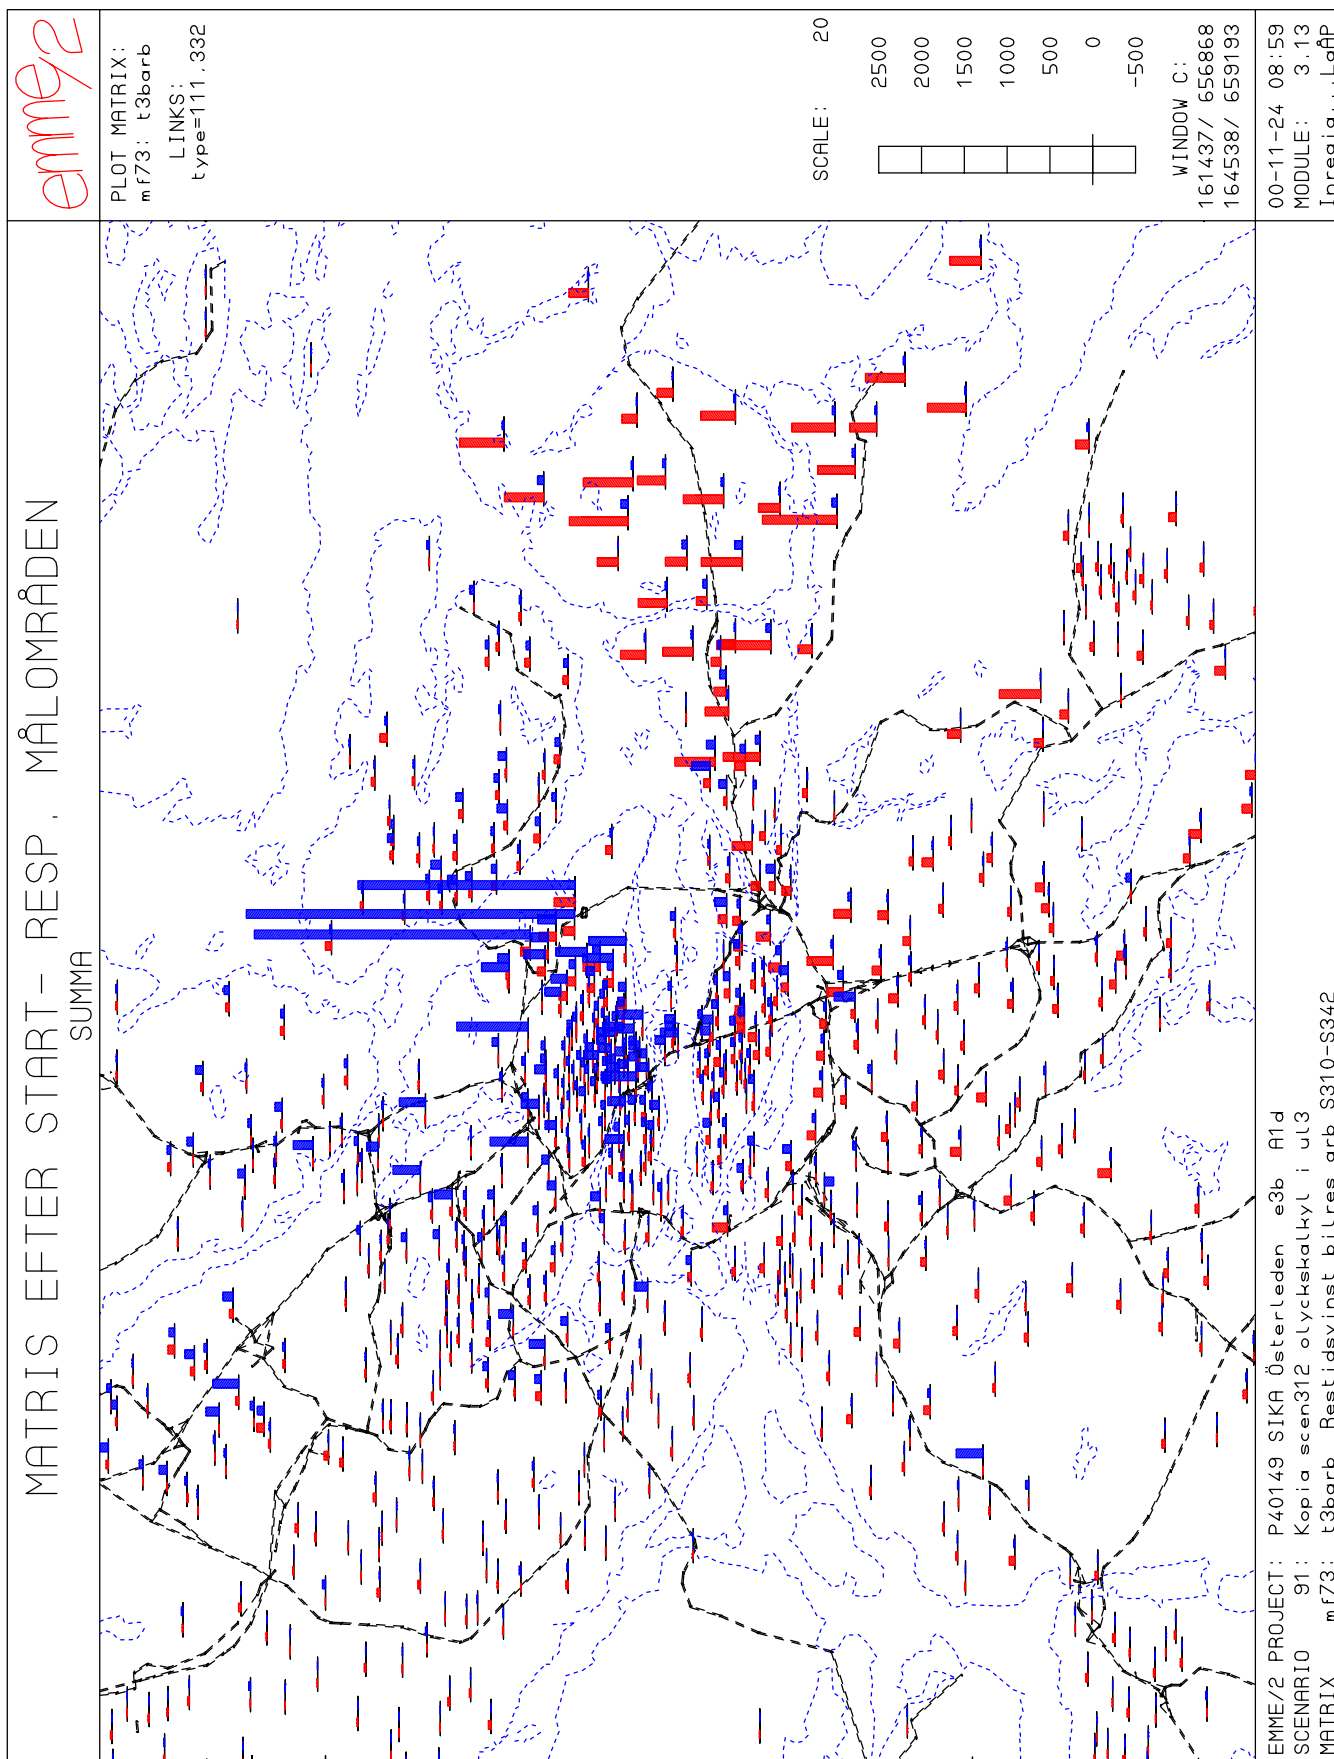 MATRIS EFTER START- RESP. MÅLOMRÅDEN
SUMMA
emme/2
PLOT MATRIX:
mf73: t3barb
LINKS:
type=111,332
SCALE: 20
2500
2000
1500
1000
500
0
-500
WINDOW C:
161437/ 656868
164538/ 659193
EMME/2 PROJECT: P40149 SIKA Österleden e3b A1d
SCENARIO 91: Kopia scen312 olyckskalkyl i ul3
MATRIX mf73: t3barb Restidsvinst bilres arb S310-S342
00-11-24 08:59
MODULE: 3.13
Inregia...LaÅP